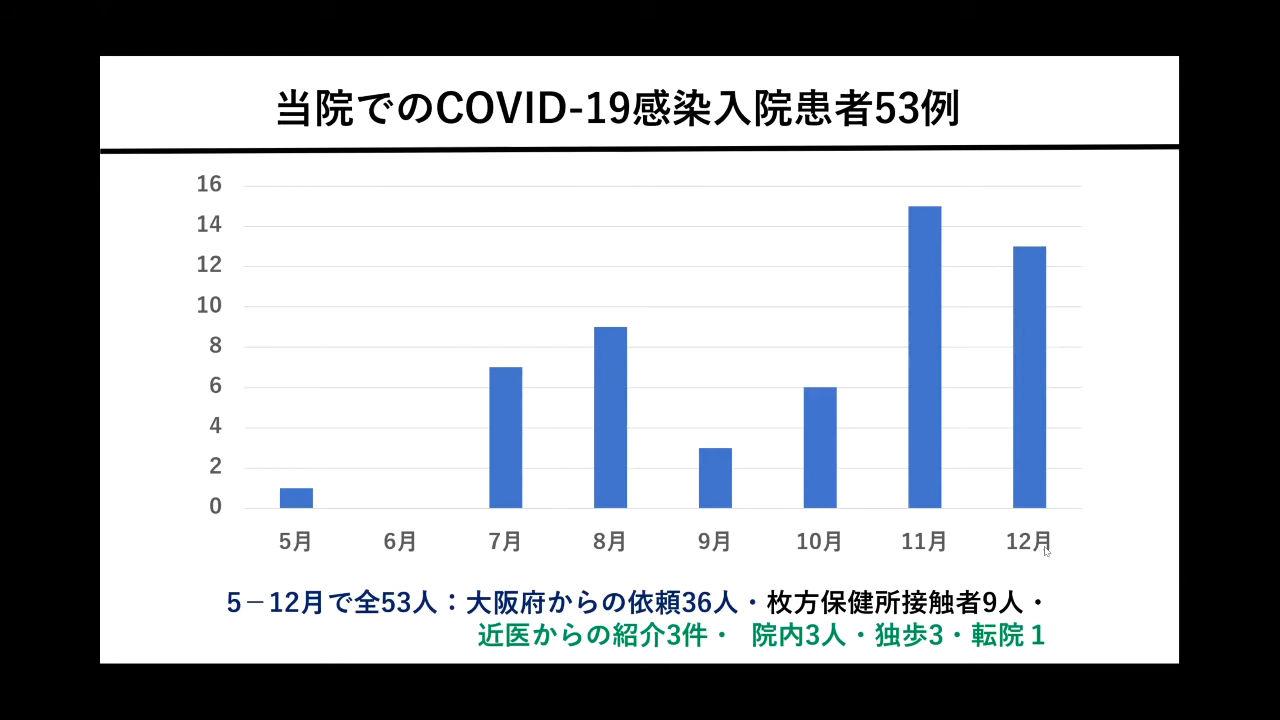 当院でのCOVID-19感染入院患者53例
16
14
12
10
8
6
4
2
0
5月 6月 7月 8月 9月 10月 11月 12月
5－12月で全53人：大阪府からの依頼36人・枚方保健所接触者9人・
近医からの紹介3件・ 院内3人・独歩3・転院 1